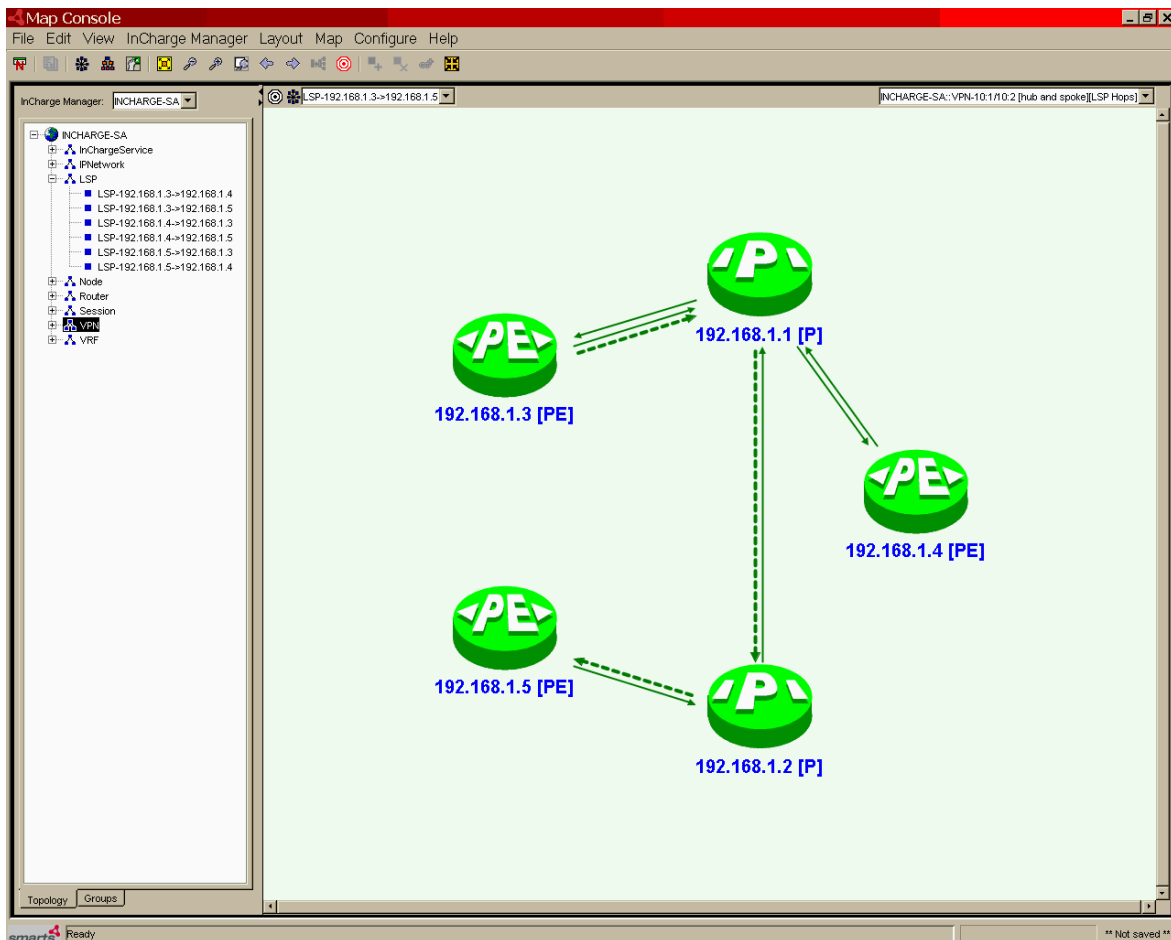 Map Console
File Edit View InCharge Manager Layout Map Configure Help
InCharge Manager: INCHARGE-SA
LSP-192.168.1.3->192.168.1.5
INCHARGE-SA::VPN-10:1/10:2 [hub and spoke][LSP Hops]
INCHARGE-SA
InChargeService
IPNetwork
LSP
LSP-192.168.1.3->192.168.1.4
LSP-192.168.1.3->192.168.1.5
LSP-192.168.1.4->192.168.1.3
LSP-192.168.1.4->192.168.1.5
LSP-192.168.1.5->192.168.1.3
LSP-192.168.1.5->192.168.1.4
Node
Router
Session
VPN
VRF
P
192.168.1.1 [P]
PE
192.168.1.3 [PE]
PE
192.168.1.4 [PE]
PE
192.168.1.5 [PE]
P
192.168.1.2 [P]
Topology Groups
smarts Ready ** Not saved **